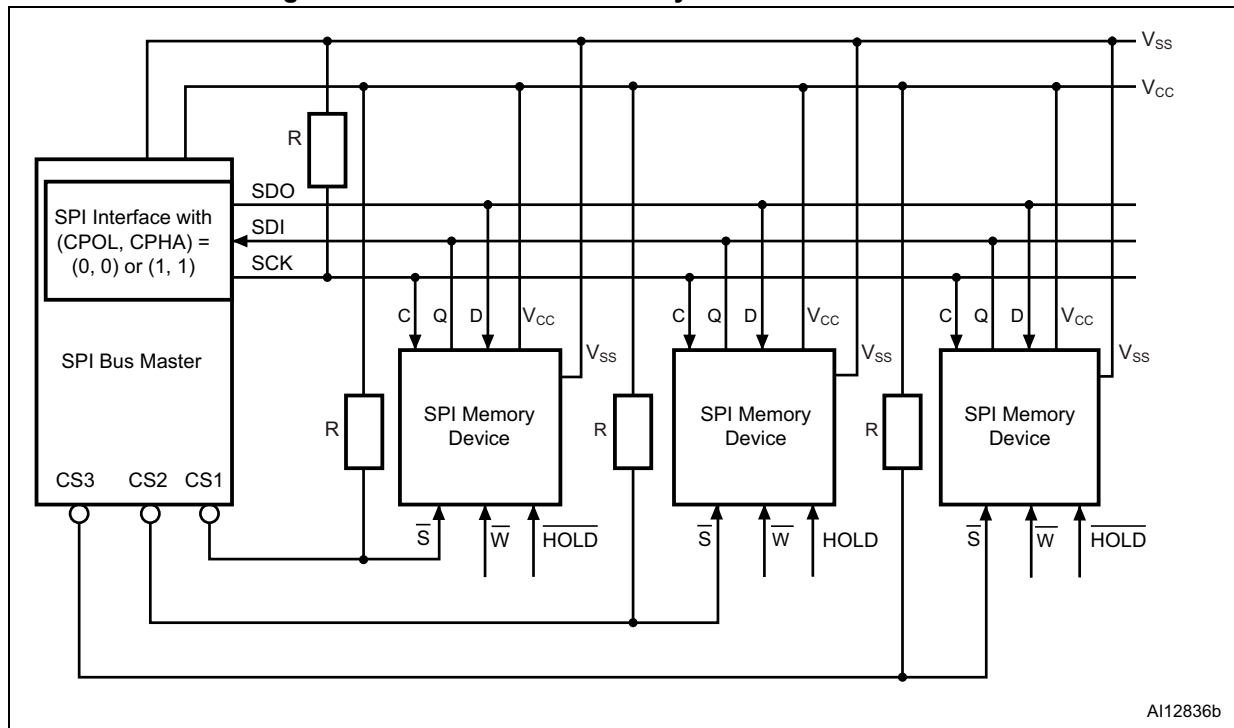 VSS
VCC
R
SDO
SPI Interface with
(CPOL, CPHA) =
(0, 0) or (1, 1)
SDI
SCK
C Q D VCC
VSS
C Q D VCC
VSS
C Q D VCC
VSS
SPI Bus Master
R
SPI Memory
Device
R
SPI Memory
Device
R
SPI Memory
Device
CS3 CS2 CS1
S̅ W̅ H̅O̅L̅D̅
S̅ W̅ HOLD
S̅ W̅ H̅O̅L̅D̅
AI12836b